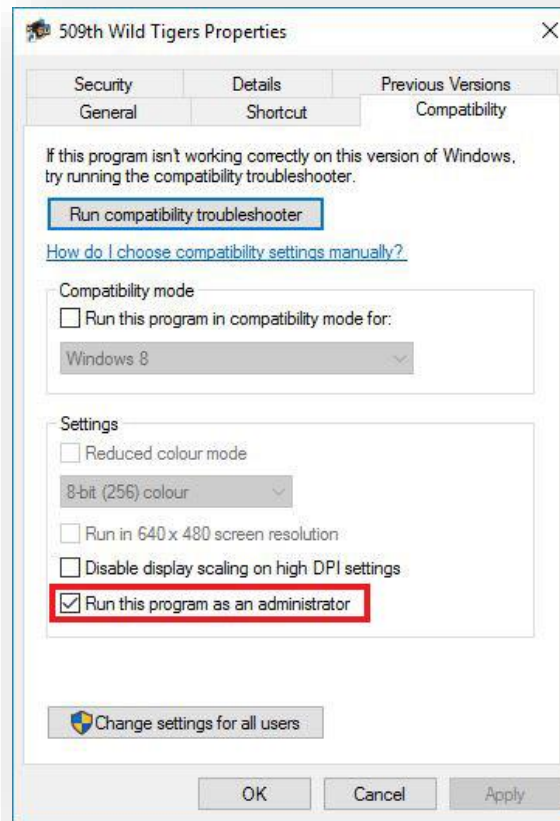 509th Wild Tigers Properties
Security Details Previous Versions
General Shortcut Compatibility
If this program isn't working correctly on this version of Windows,
try running the compatibility troubleshooter.
Run compatibility troubleshooter
How do I choose compatibility settings manually?
Compatibility mode
Run this program in compatibility mode for:
Windows 8
Settings
Reduced colour mode
8-bit (256) colour
Run in 640 x 480 screen resolution
Disable display scaling on high DPI settings
Run this program as an administrator
Change settings for all users
OK Cancel Apply